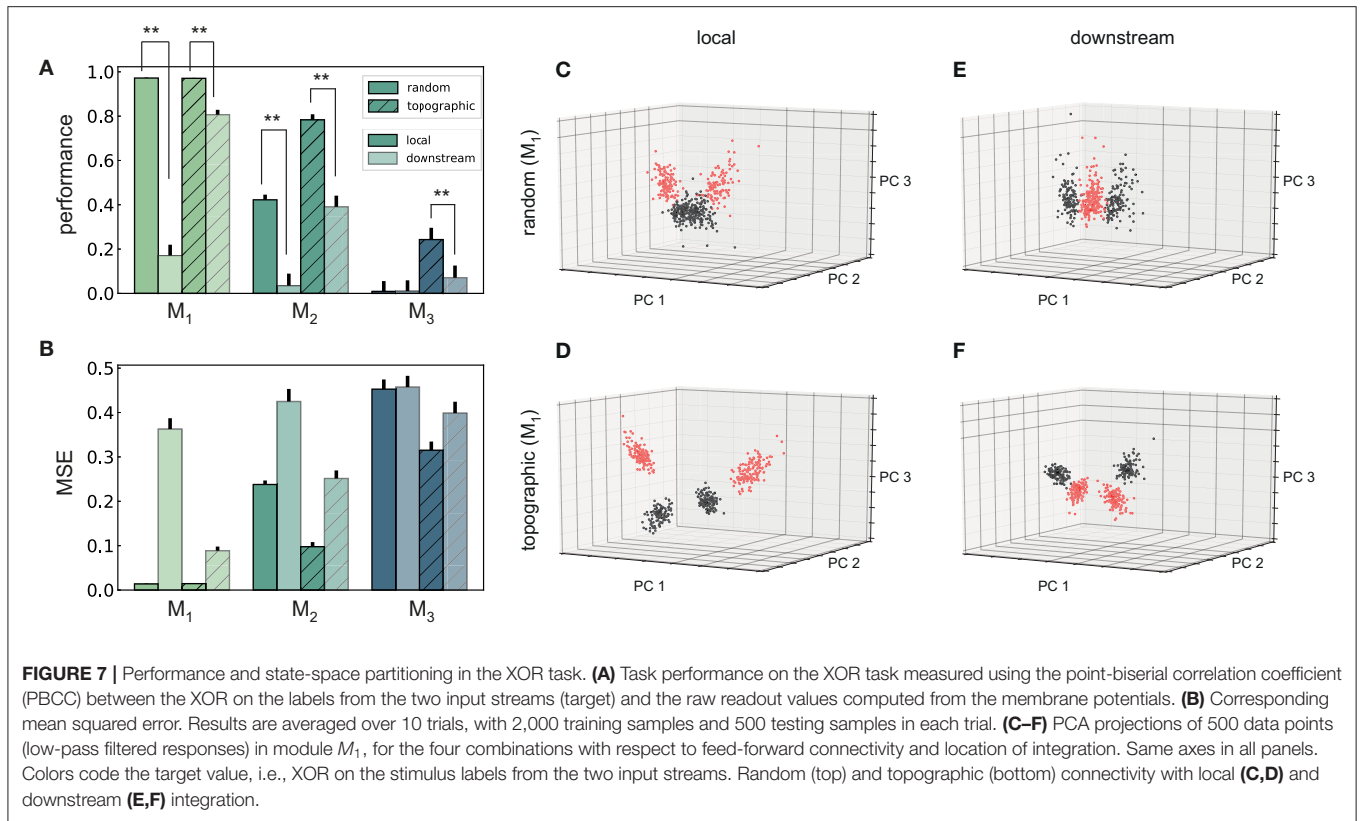 local
downstream
A
**
**
1.0
0.8
0.6
0.4
0.2
0.0
performance
**
**
**
random
topographic
local
downstream
M1
M2
M3
C
random (M1)
PC 1
PC 2
PC 3
E
PC 1
PC 2
PC 3
B
0.5
0.4
0.3
0.2
0.1
0.0
MSE
M1
M2
M3
D
topographic (M1)
PC 1
PC 2
PC 3
F
PC 1
PC 2
PC 3
FIGURE 7 | Performance and state-space partitioning in the XOR task. (A) Task performance on the XOR task measured using the point-biserial correlation coefficient
(PBCC) between the XOR on the labels from the two input streams (target) and the raw readout values computed from the membrane potentials. (B) Corresponding
mean squared error. Results are averaged over 10 trials, with 2,000 training samples and 500 testing samples in each trial. (C–F) PCA projections of 500 data points
(low-pass filtered responses) in module M1, for the four combinations with respect to feed-forward connectivity and location of integration. Same axes in all panels.
Colors code the target value, i.e., XOR on the stimulus labels from the two input streams. Random (top) and topographic (bottom) connectivity with local (C,D) and
downstream (E,F) integration.